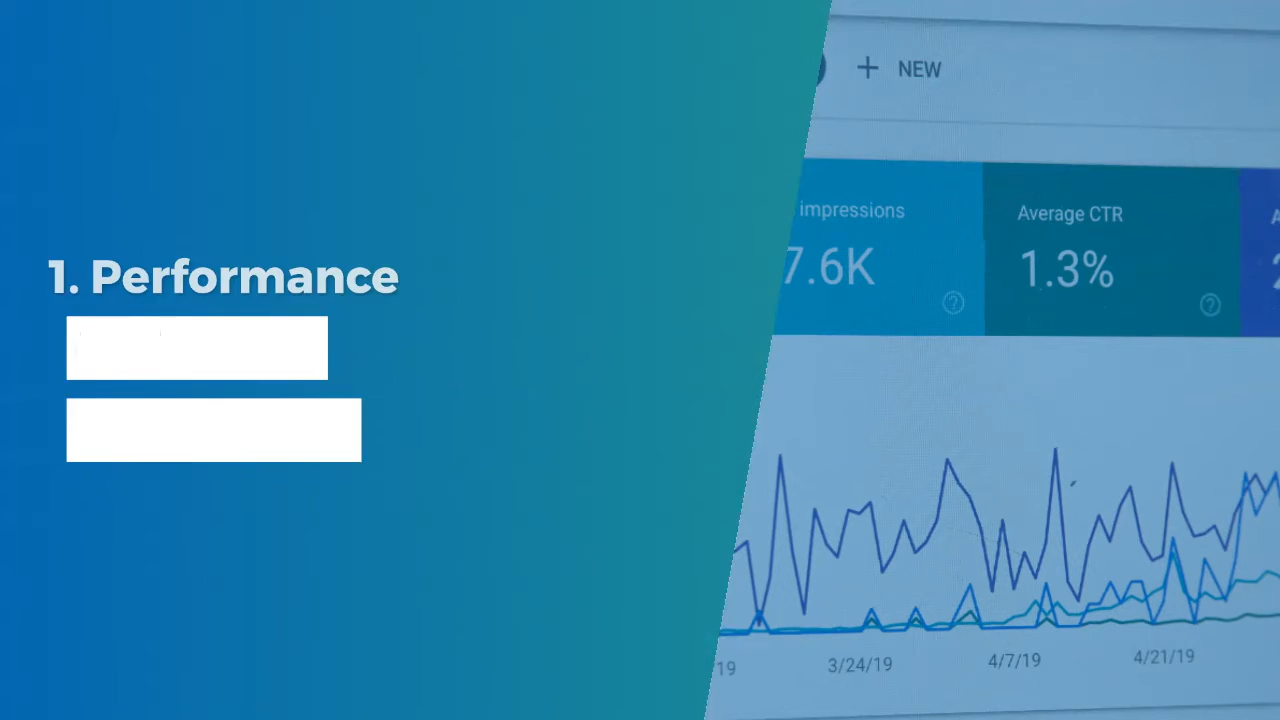 1. Performance
+ NEW
impressions
7.6K
Average CTR
1.3%
3/24/19
4/7/19
4/21/19